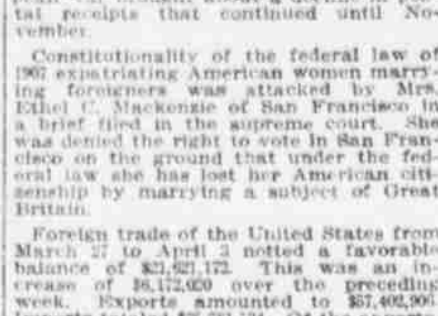 tal receipts that continued until No-
vember.
Constitutionality of the federal law of
1907 expatriating American women marry-
ing foreigners was attacked by Mrs.
Ethel C. Mackenzie of San Francisco in
a brief filed in the supreme court. She
was denied the right to vote in San Fran-
cisco on the ground that under the fed-
eral law she has lost her American citi-
zenship by marrying a subject of Great
Britain.
Foreign trade of the United States from
March 27 to April 3 netted a favorable
balance of $21,621,172. This was an in-
crease of $6,172,020 over the preceding
week. Exports amounted to $57,402,906.